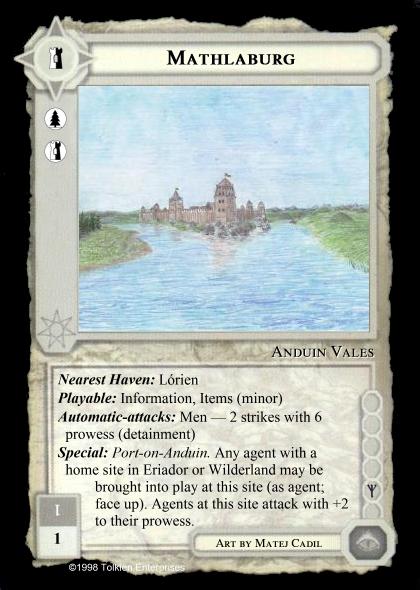 Mathlaburg
Anduin Vales
Nearest Haven: Lórien
Playable: Information, Items (minor)
Automatic-attacks: Men — 2 strikes with 6
prowess (detainment)
Special: Port-on-Anduin. Any agent with a
home site in Eriador or Wilderland may be
brought into play at this site (as agent;
face up). Agents at this site attack with +2
to their prowess.
I
1
Art by Matej Cadil
©1998 Tolkien Enterprises